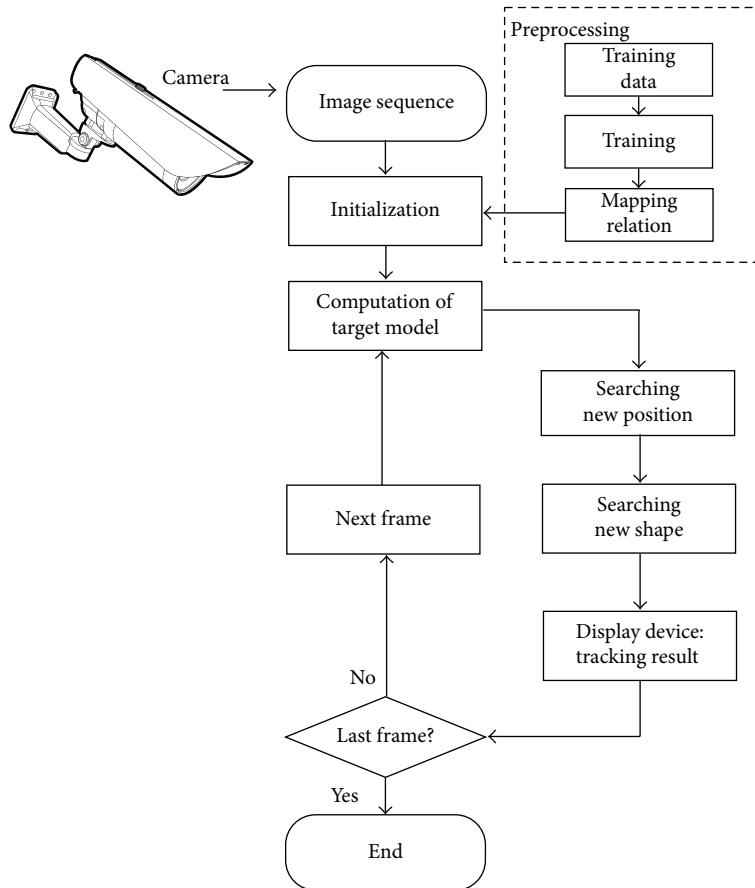 Camera
Image sequence
Preprocessing
Training
data
Training
Mapping
relation
Initialization
Computation of
target model
Searching
new position
Searching
new shape
Display device:
tracking result
Next frame
No
Last frame?
Yes
End